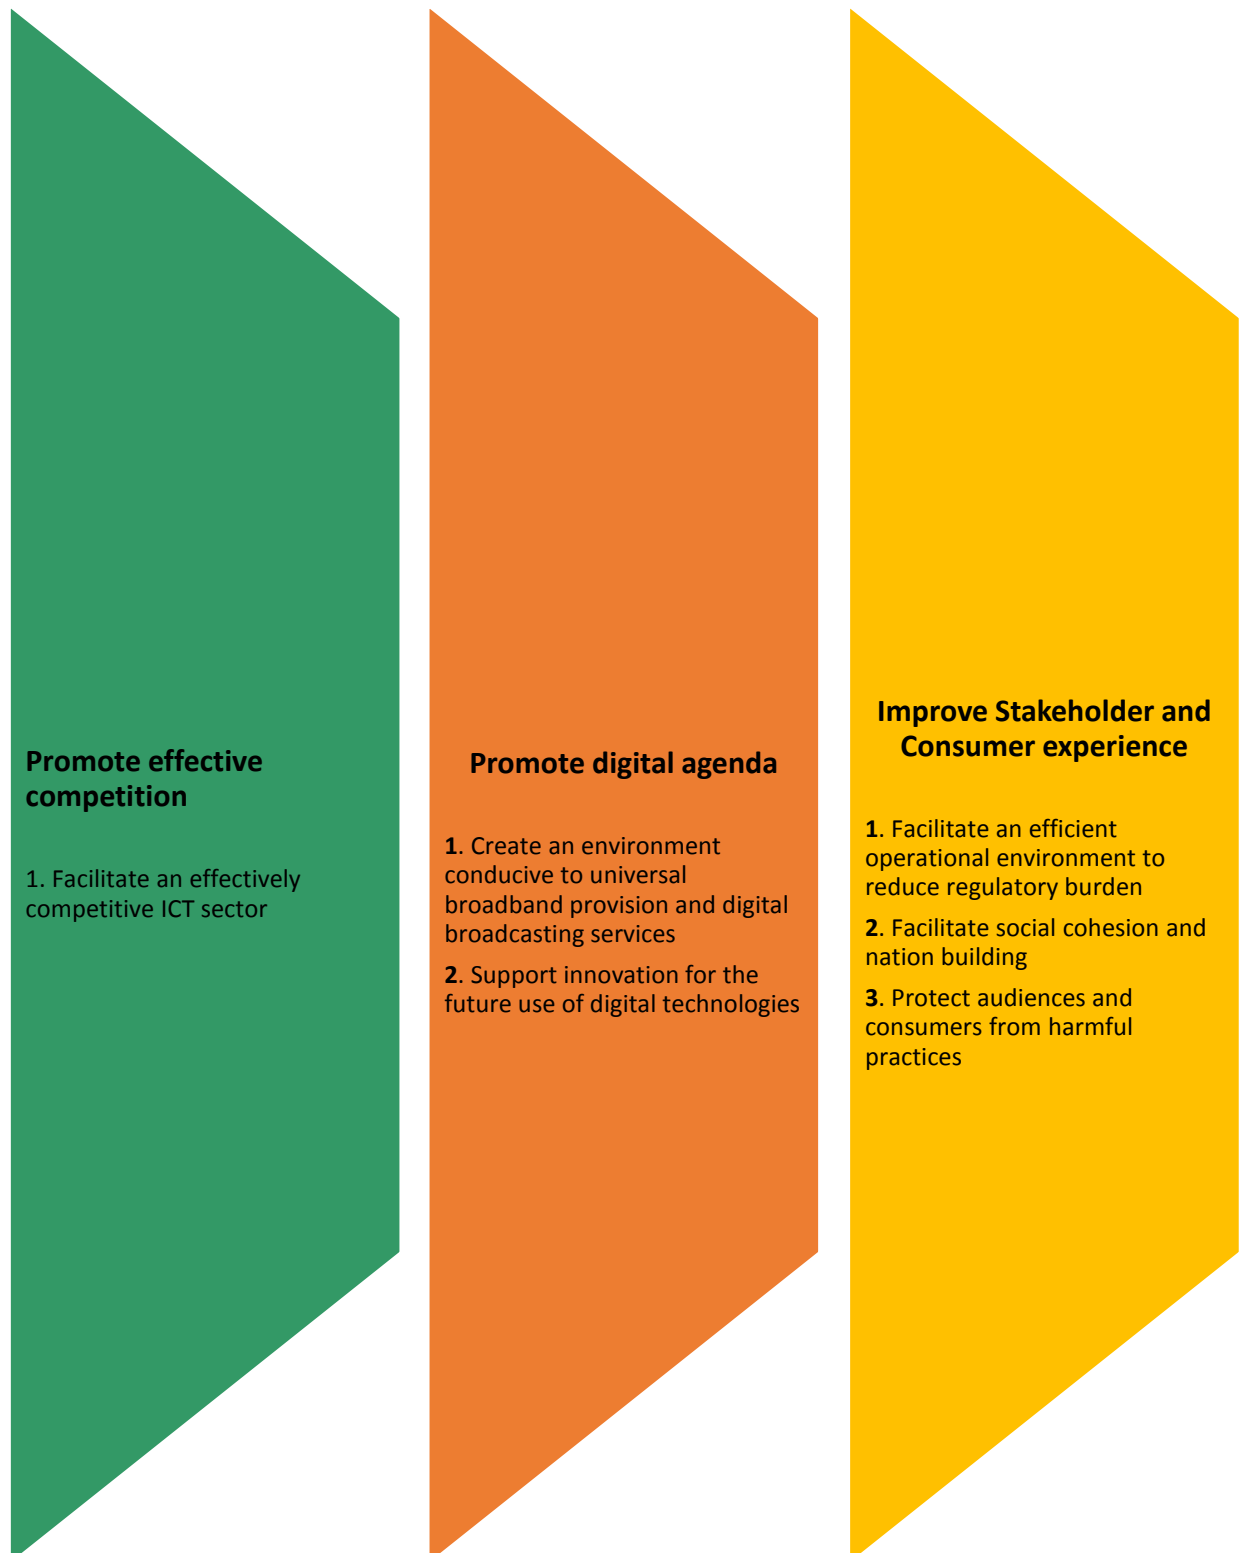 Promote effective
competition
1. Facilitate an effectively
competitive ICT sector
Promote digital agenda
1. Create an environment
conducive to universal
broadband provision and digital
broadcasting services
2. Support innovation for the
future use of digital technologies
Improve Stakeholder and
Consumer experience
1. Facilitate an efficient
operational environment to
reduce regulatory burden
2. Facilitate social cohesion and
nation building
3. Protect audiences and
consumers from harmful
practices